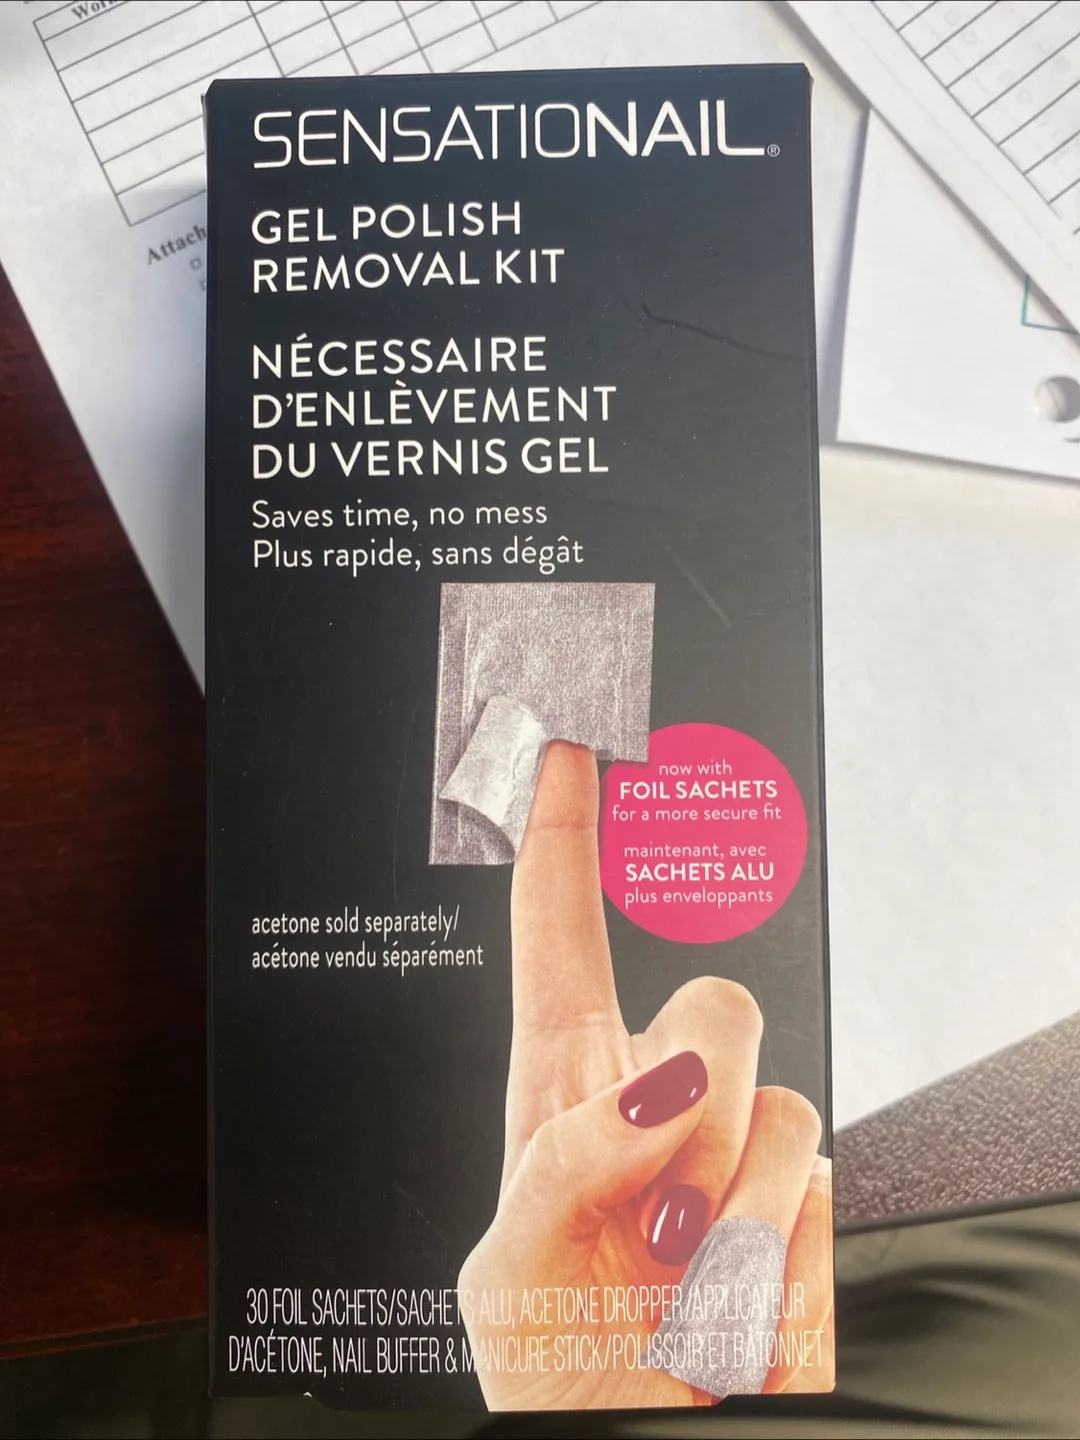 Attach
SENSATIONAIL®
GEL POLISH
REMOVAL KIT
NÉCESSAIRE
D'ENLÈVEMENT
DU VERNIS GEL
Saves time, no mess
Plus rapide, sans dégât
now with
FOIL SACHETS
for a more secure fit
maintenant, avec
SACHETS ALU
plus enveloppants
acetone sold separately/
acétone vendu séparément
30 FOIL SACHETS/SACHETS ALU, ACETONE DROPPER/APPLICATEUR
D'ACÉTONE, NAIL BUFFER & MANICURE STICK/POLISSOIR ET BÂTONNET